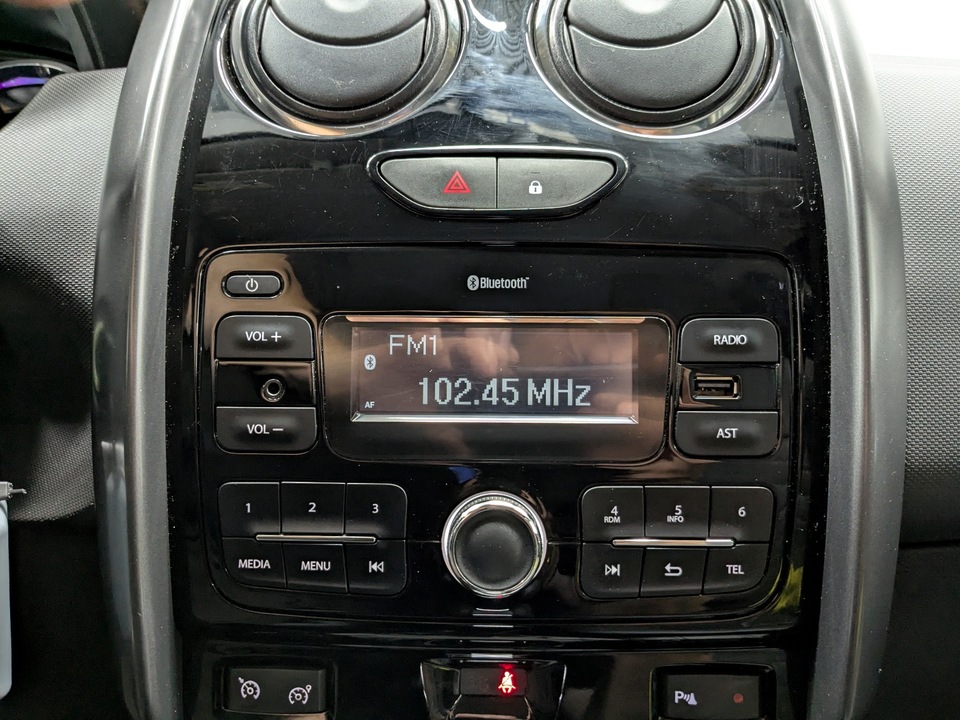 Bluetooth
VOL +
VOL –
FM1
102.45 MHz
AF
RADIO
AST
1
2
3
MEDIA
MENU
4
RDM
5
INFO
6
TEL
P